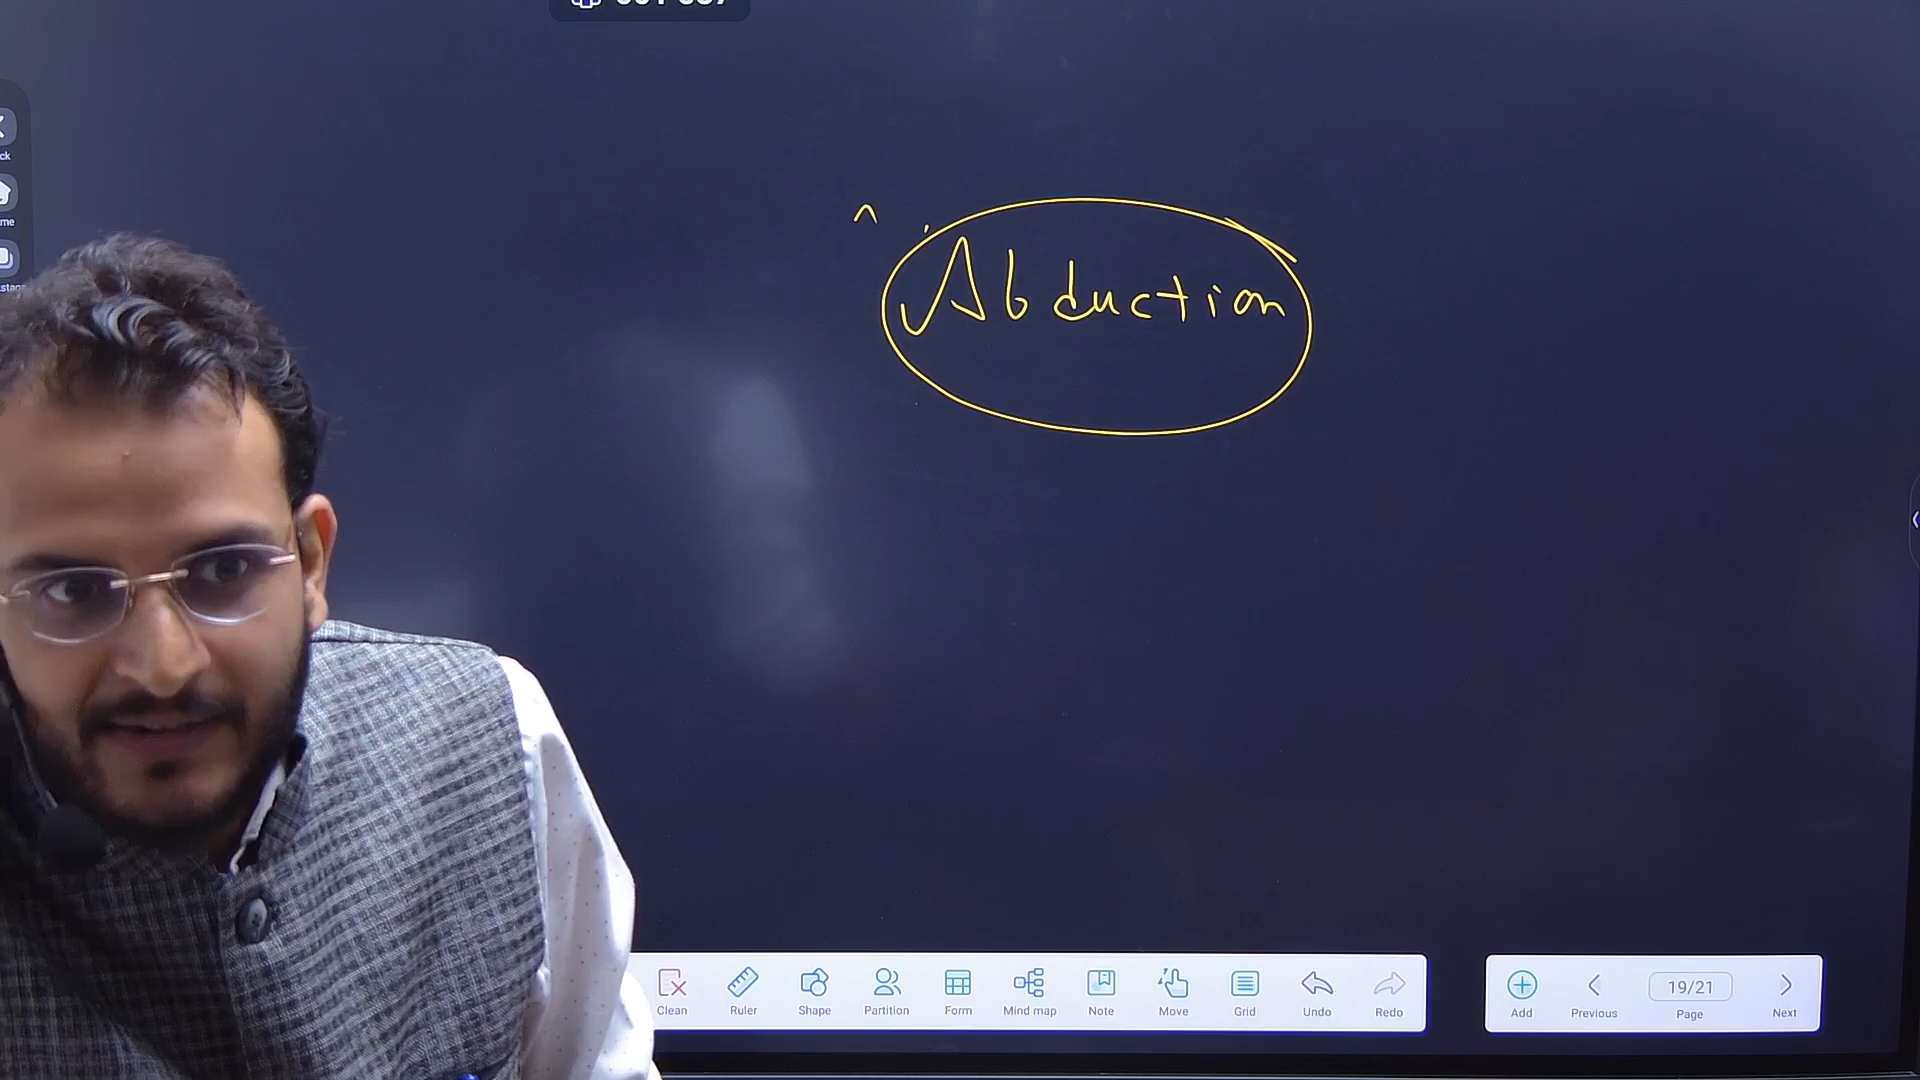 Abduction
Clean Ruler Shape Partition Form Mind map Note Move Grid Undo Redo
Add Previous 19/21 Page Next